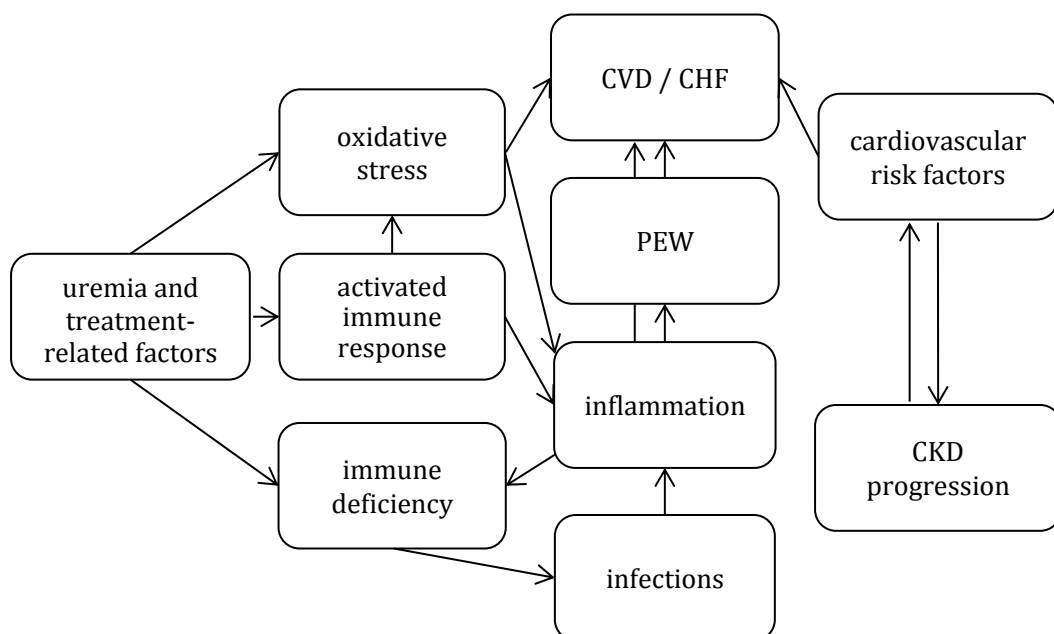 CVD / CHF
oxidative
stress
cardiovascular
risk factors
PEW
uremia and
treatment-
related factors
activated
immune
response
inflammation
CKD
progression
immune
deficiency
infections